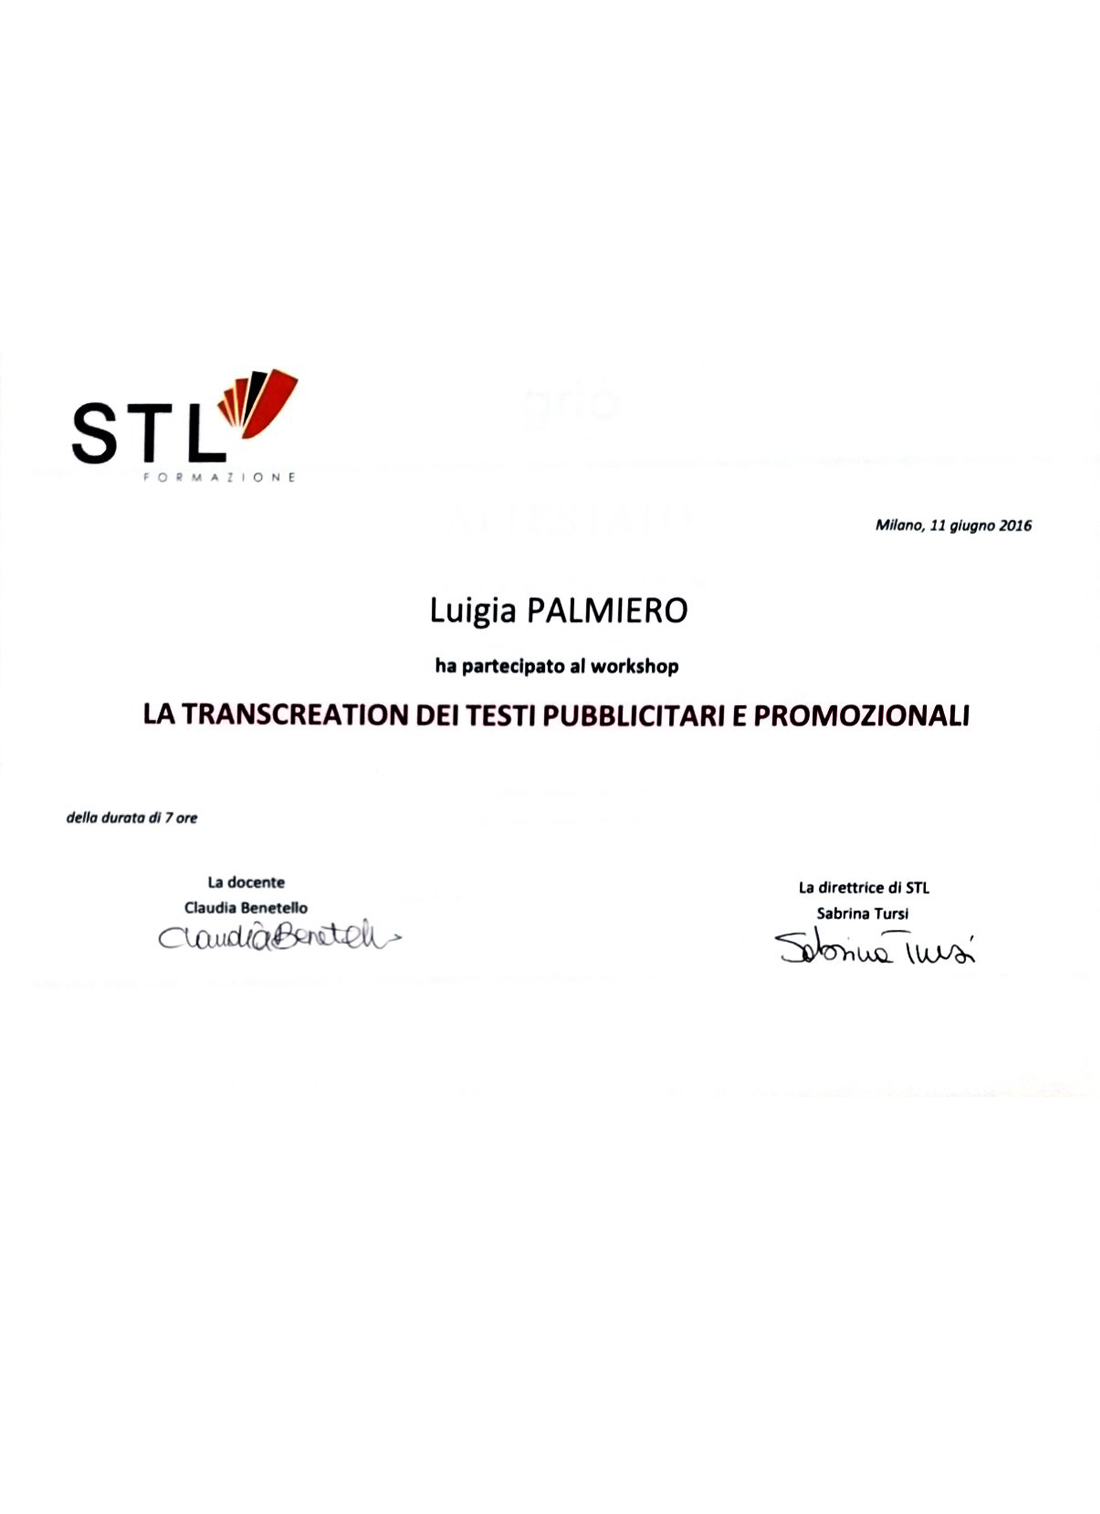 STL
FORMAZIONE
Milano, 11 giugno 2016
Luigia PALMIERO
ha partecipato al workshop
LA TRANSCREATION DEI TESTI PUBBLICITARI E PROMOZIONALI
della durata di 7 ore
La docente
Claudia Benetello
Claudia Benetello
La direttrice di STL
Sabrina Tursi
Sabrina Tursi